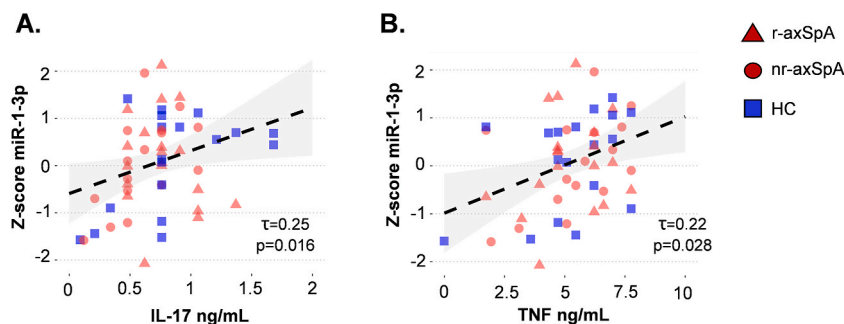 A.
Z-score miR-1-3p
2
1
0
-1
-2
τ=0.25
p=0.016
0
0.5
1.0
1.5
2
IL-17 ng/mL
B.
Z-score miR-1-3p
2
1
0
-1
-2
τ=0.22
p=0.028
0
2.5
5.0
7.5
10
TNF ng/mL
r-axSpA
nr-axSpA
HC